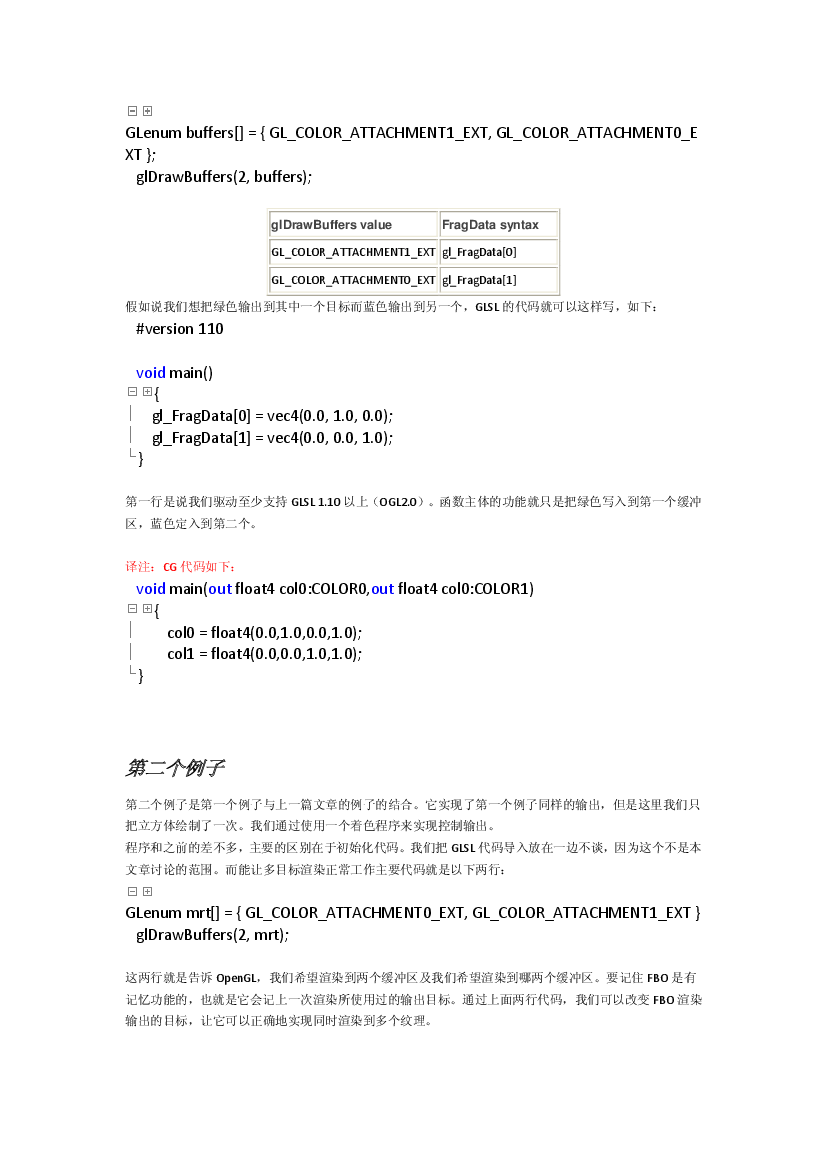 GLenum buffers[] = { GL_COLOR_ATTACHMENT1_EXT, GL_COLOR_ATTACHMENT0_E
XT };
glDrawBuffers(2, buffers);
glDrawBuffers value FragData syntax
GL_COLOR_ATTACHMENT1_EXT gl_FragData[0]
GL_COLOR_ATTACHMENT0_EXT gl_FragData[1]
假如说我们想把绿色输出到其中一个目标而蓝色输出到另一个，GLSL 的代码就可以这样写，如下：
#version 110
void main()
{
gl_FragData[0] = vec4(0.0, 1.0, 0.0);
gl_FragData[1] = vec4(0.0, 0.0, 1.0);
}
第一行是说我们驱动至少支持 GLSL 1.10 以上（OGL2.0）。函数主体的功能就只是把绿色写入到第一个缓冲
区，蓝色定入到第二个。
译注：CG 代码如下：
void main(out float4 col0:COLOR0,out float4 col0:COLOR1)
{
col0 = float4(0.0,1.0,0.0,1.0);
col1 = float4(0.0,0.0,1.0,1.0);
}
第二个例子
第二个例子是第一个例子与上一篇文章的例子的结合。它实现了第一个例子同样的输出，但是这里我们只
把立方体绘制了一次。我们通过使用一个着色程序来实现控制输出。
程序和之前的差不多，主要的区别在于初始化代码。我们把 GLSL 代码导入放在一边不谈，因为这个不是本
文章讨论的范围。而能让多目标渲染正常工作主要代码就是以下两行：
GLenum mrt[] = { GL_COLOR_ATTACHMENT0_EXT, GL_COLOR_ATTACHMENT1_EXT }
glDrawBuffers(2, mrt);
这两行就是告诉 OpenGL，我们希望渲染到两个缓冲区及我们希望渲染到哪两个缓冲区。要记住 FBO 是有
记忆功能的，也就是它会记上一次渲染所使用过的输出目标。通过上面两行代码，我们可以改变 FBO 渲染
输出的目标，让它可以正确地实现同时渲染到多个纹理。